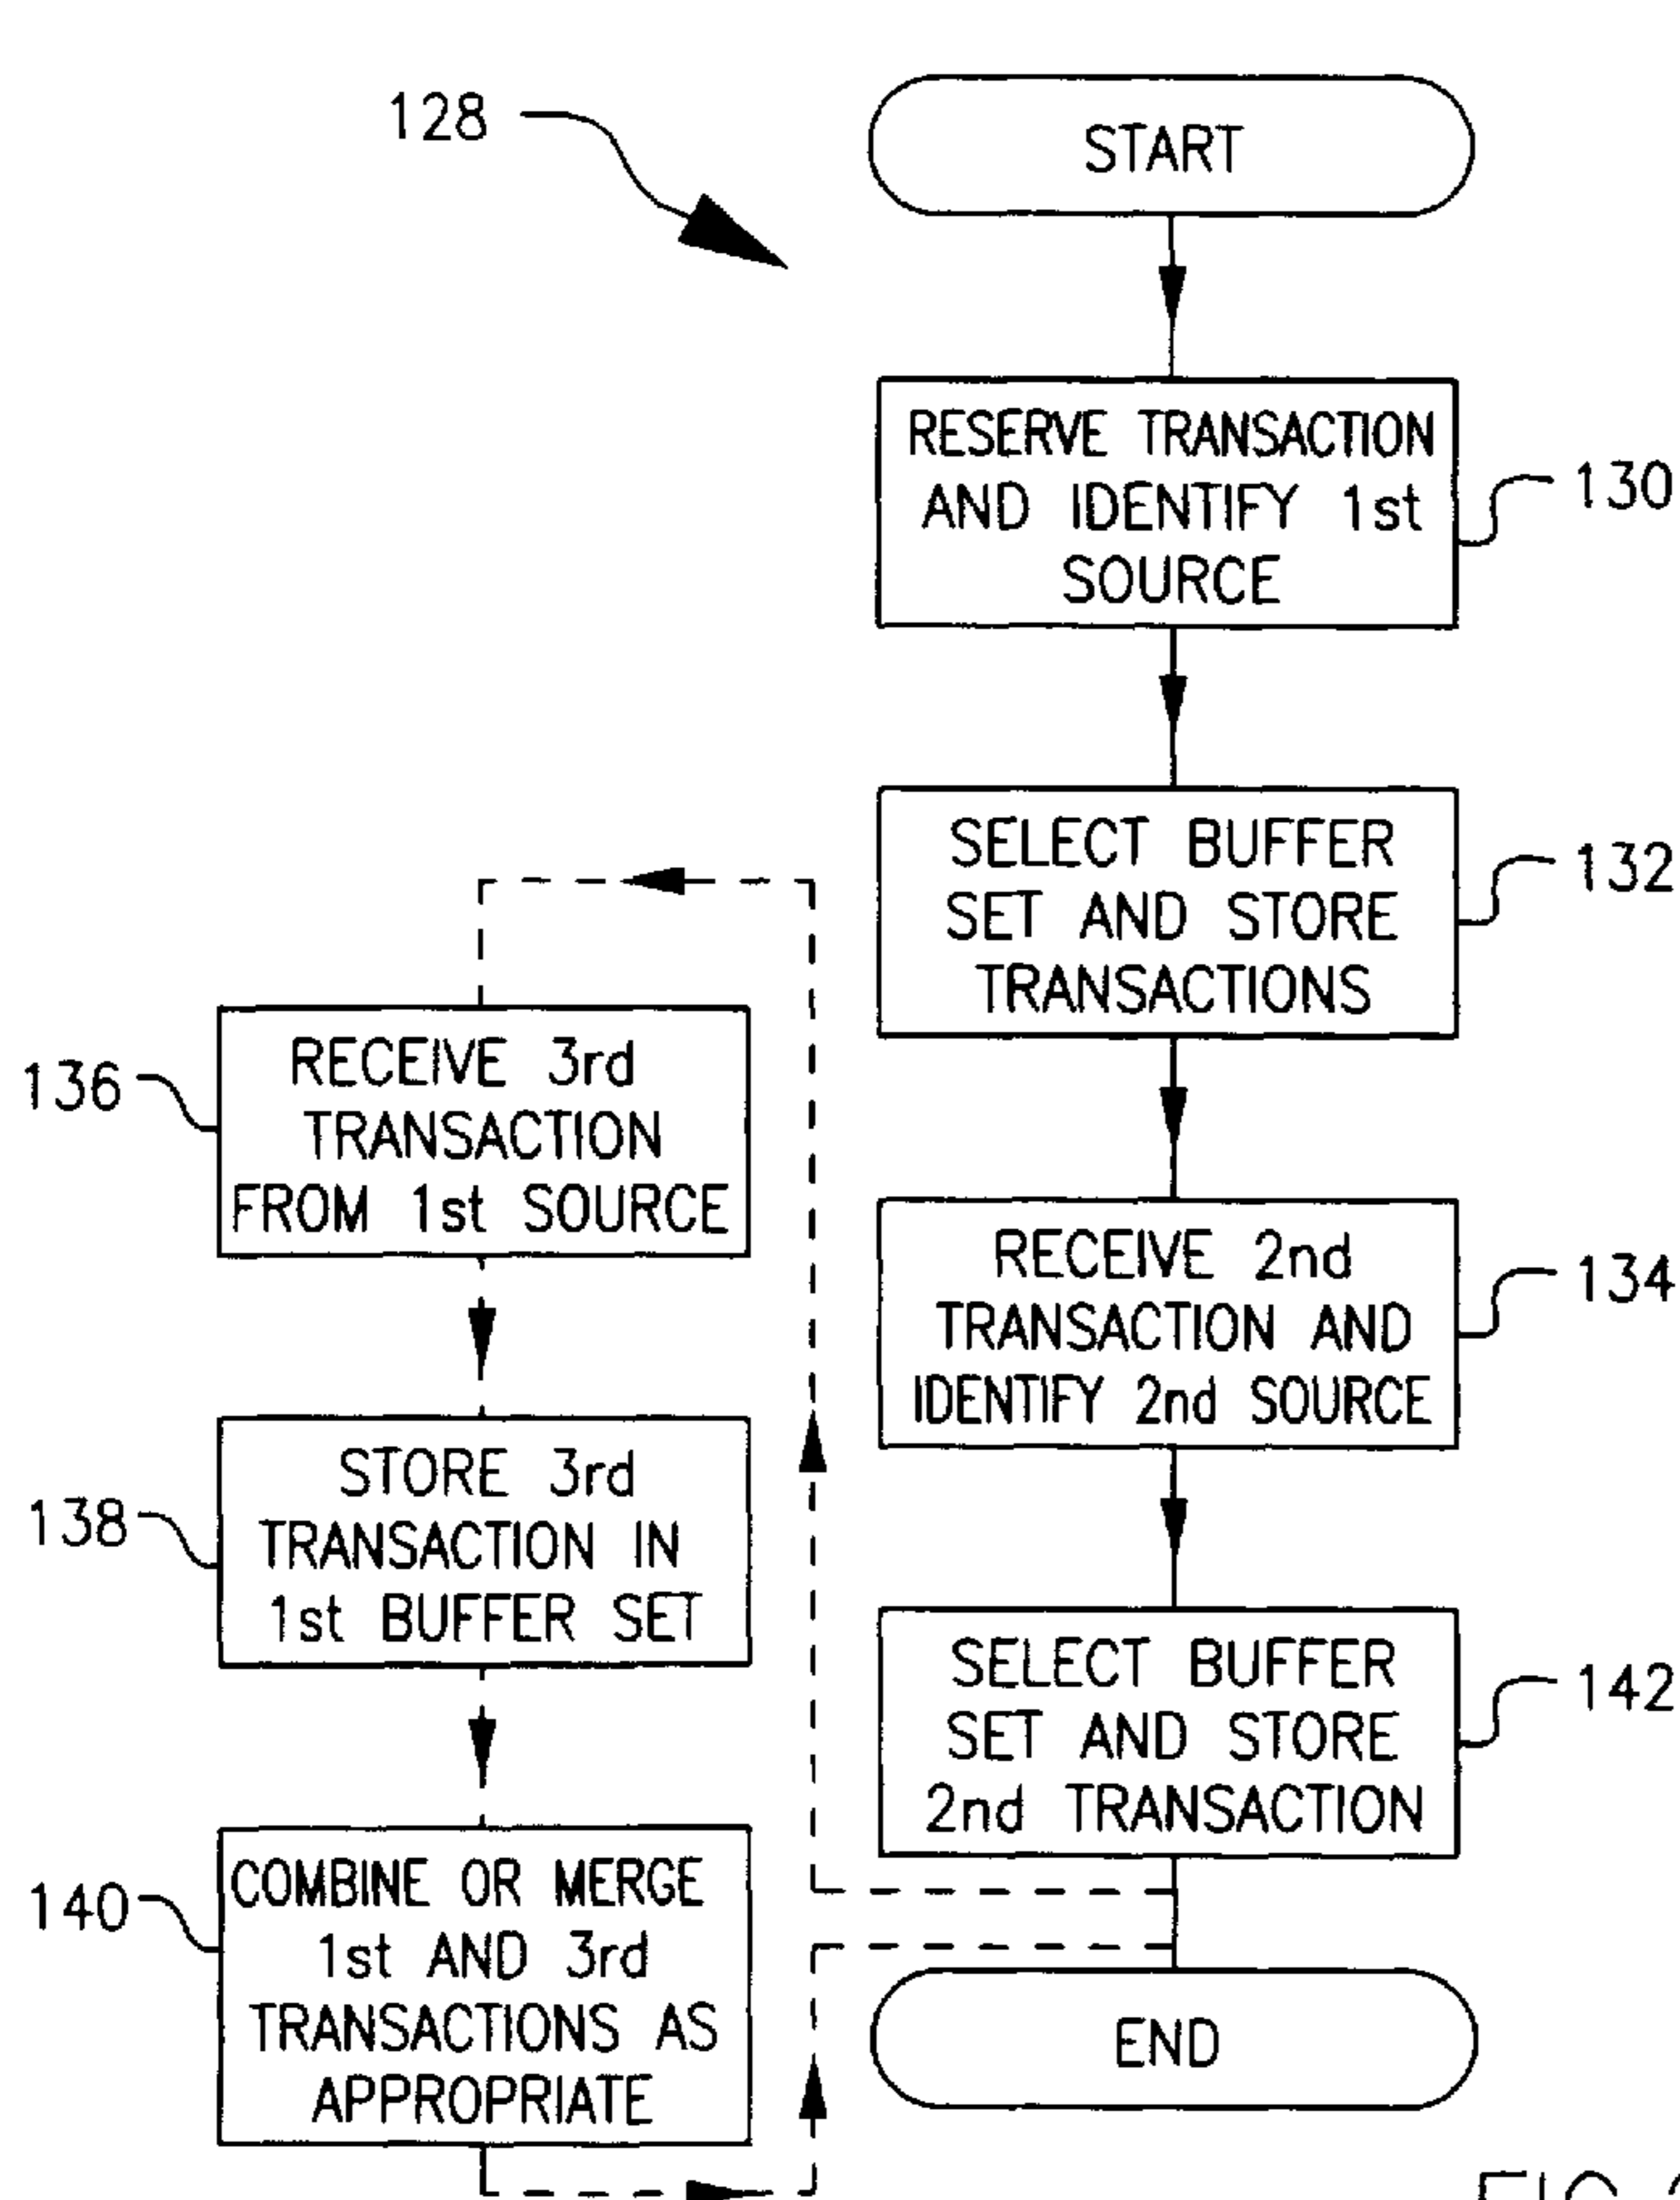 128
START
RESERVE TRANSACTION
AND IDENTIFY 1st
SOURCE
130
SELECT BUFFER
SET AND STORE
TRANSACTIONS
132
RECEIVE 2nd
TRANSACTION AND
IDENTIFY 2nd SOURCE
134
SELECT BUFFER
SET AND STORE
2nd TRANSACTION
142
136
RECEIVE 3rd
TRANSACTION
FROM 1st SOURCE
138
STORE 3rd
TRANSACTION IN
1st BUFFER SET
140
COMBINE OR MERGE
1st AND 3rd
TRANSACTIONS AS
APPROPRIATE
END